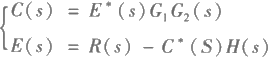 C(s) = E*(s)G₁G₂(s)
E(s) = R(s) − C*(S)H(s)